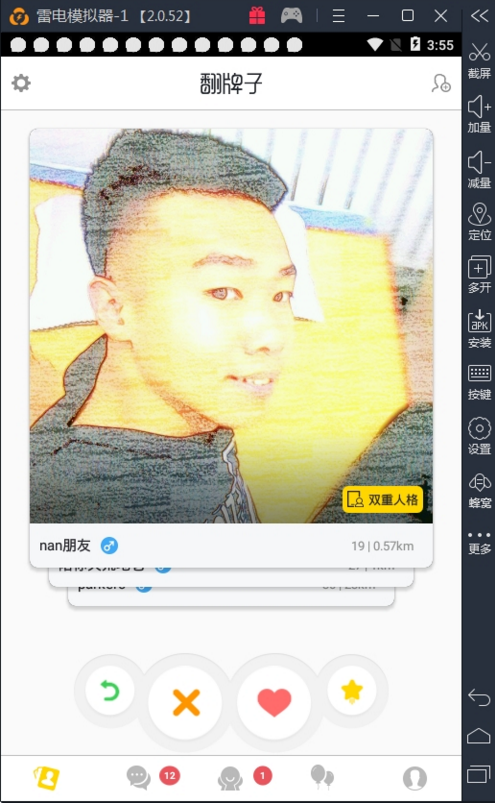 雷电模拟器-1 【2.0.52】
3:55
截屏
翻牌子
加量
减量
定位
多开
APK
安装
按键
设置
双重人格
蜂窝
nan朋友
19 | 0.57km
更多
12
1